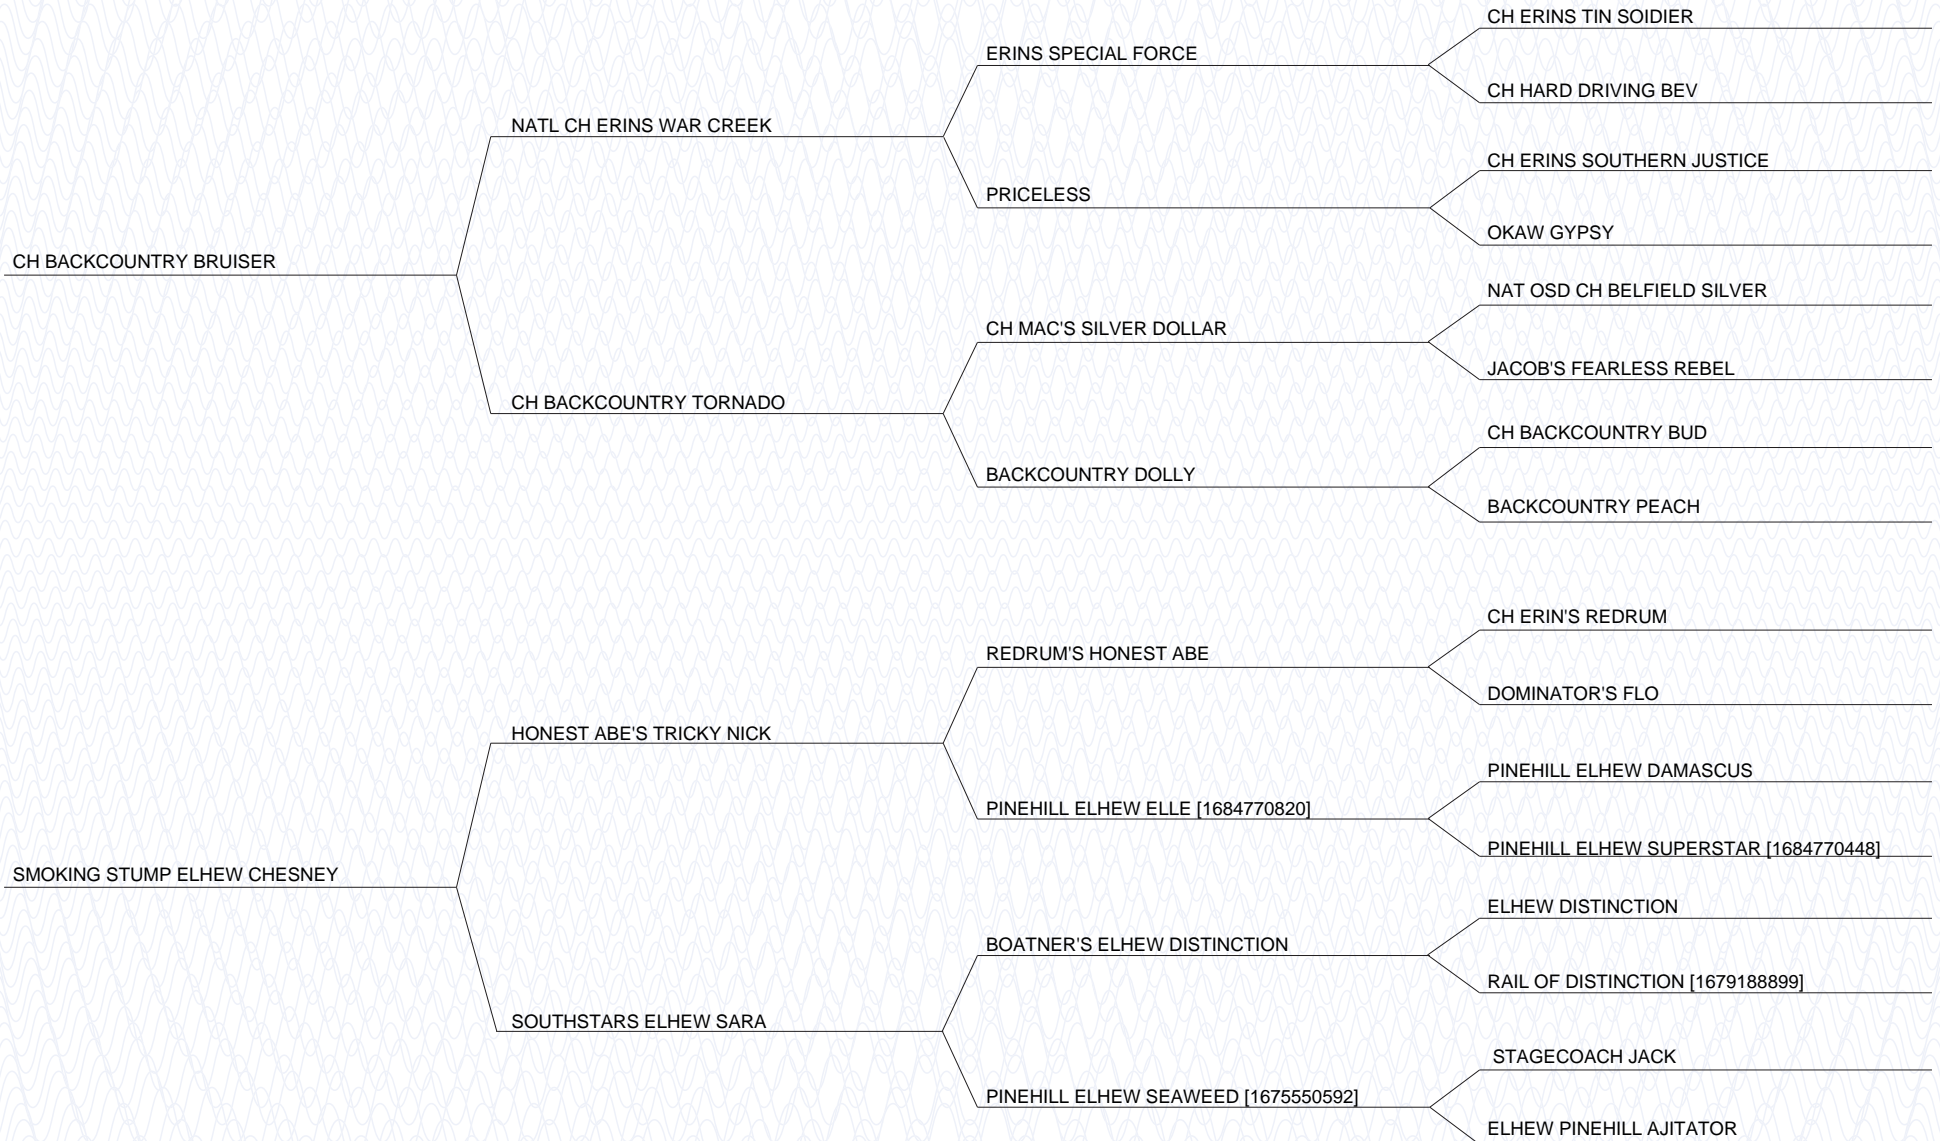 CH ERINS TIN SOIDIER
ERINS SPECIAL FORCE
CH HARD DRIVING BEV
NATL CH ERINS WAR CREEK
CH ERINS SOUTHERN JUSTICE
PRICELESS
OKAW GYPSY
CH BACKCOUNTRY BRUISER
NAT OSD CH BELFIELD SILVER
CH MAC'S SILVER DOLLAR
JACOB'S FEARLESS REBEL
CH BACKCOUNTRY TORNADO
CH BACKCOUNTRY BUD
BACKCOUNTRY DOLLY
BACKCOUNTRY PEACH
CH ERIN'S REDRUM
REDRUM'S HONEST ABE
DOMINATOR'S FLO
HONEST ABE'S TRICKY NICK
PINEHILL ELHEW DAMASCUS
PINEHILL ELHEW ELLE [1684770820]
PINEHILL ELHEW SUPERSTAR [1684770448]
SMOKING STUMP ELHEW CHESNEY
ELHEW DISTINCTION
BOATNER'S ELHEW DISTINCTION
RAIL OF DISTINCTION [1679188899]
SOUTHSTARS ELHEW SARA
STAGECOACH JACK
PINEHILL ELHEW SEAWEED [1675550592]
ELHEW PINEHILL AJITATOR